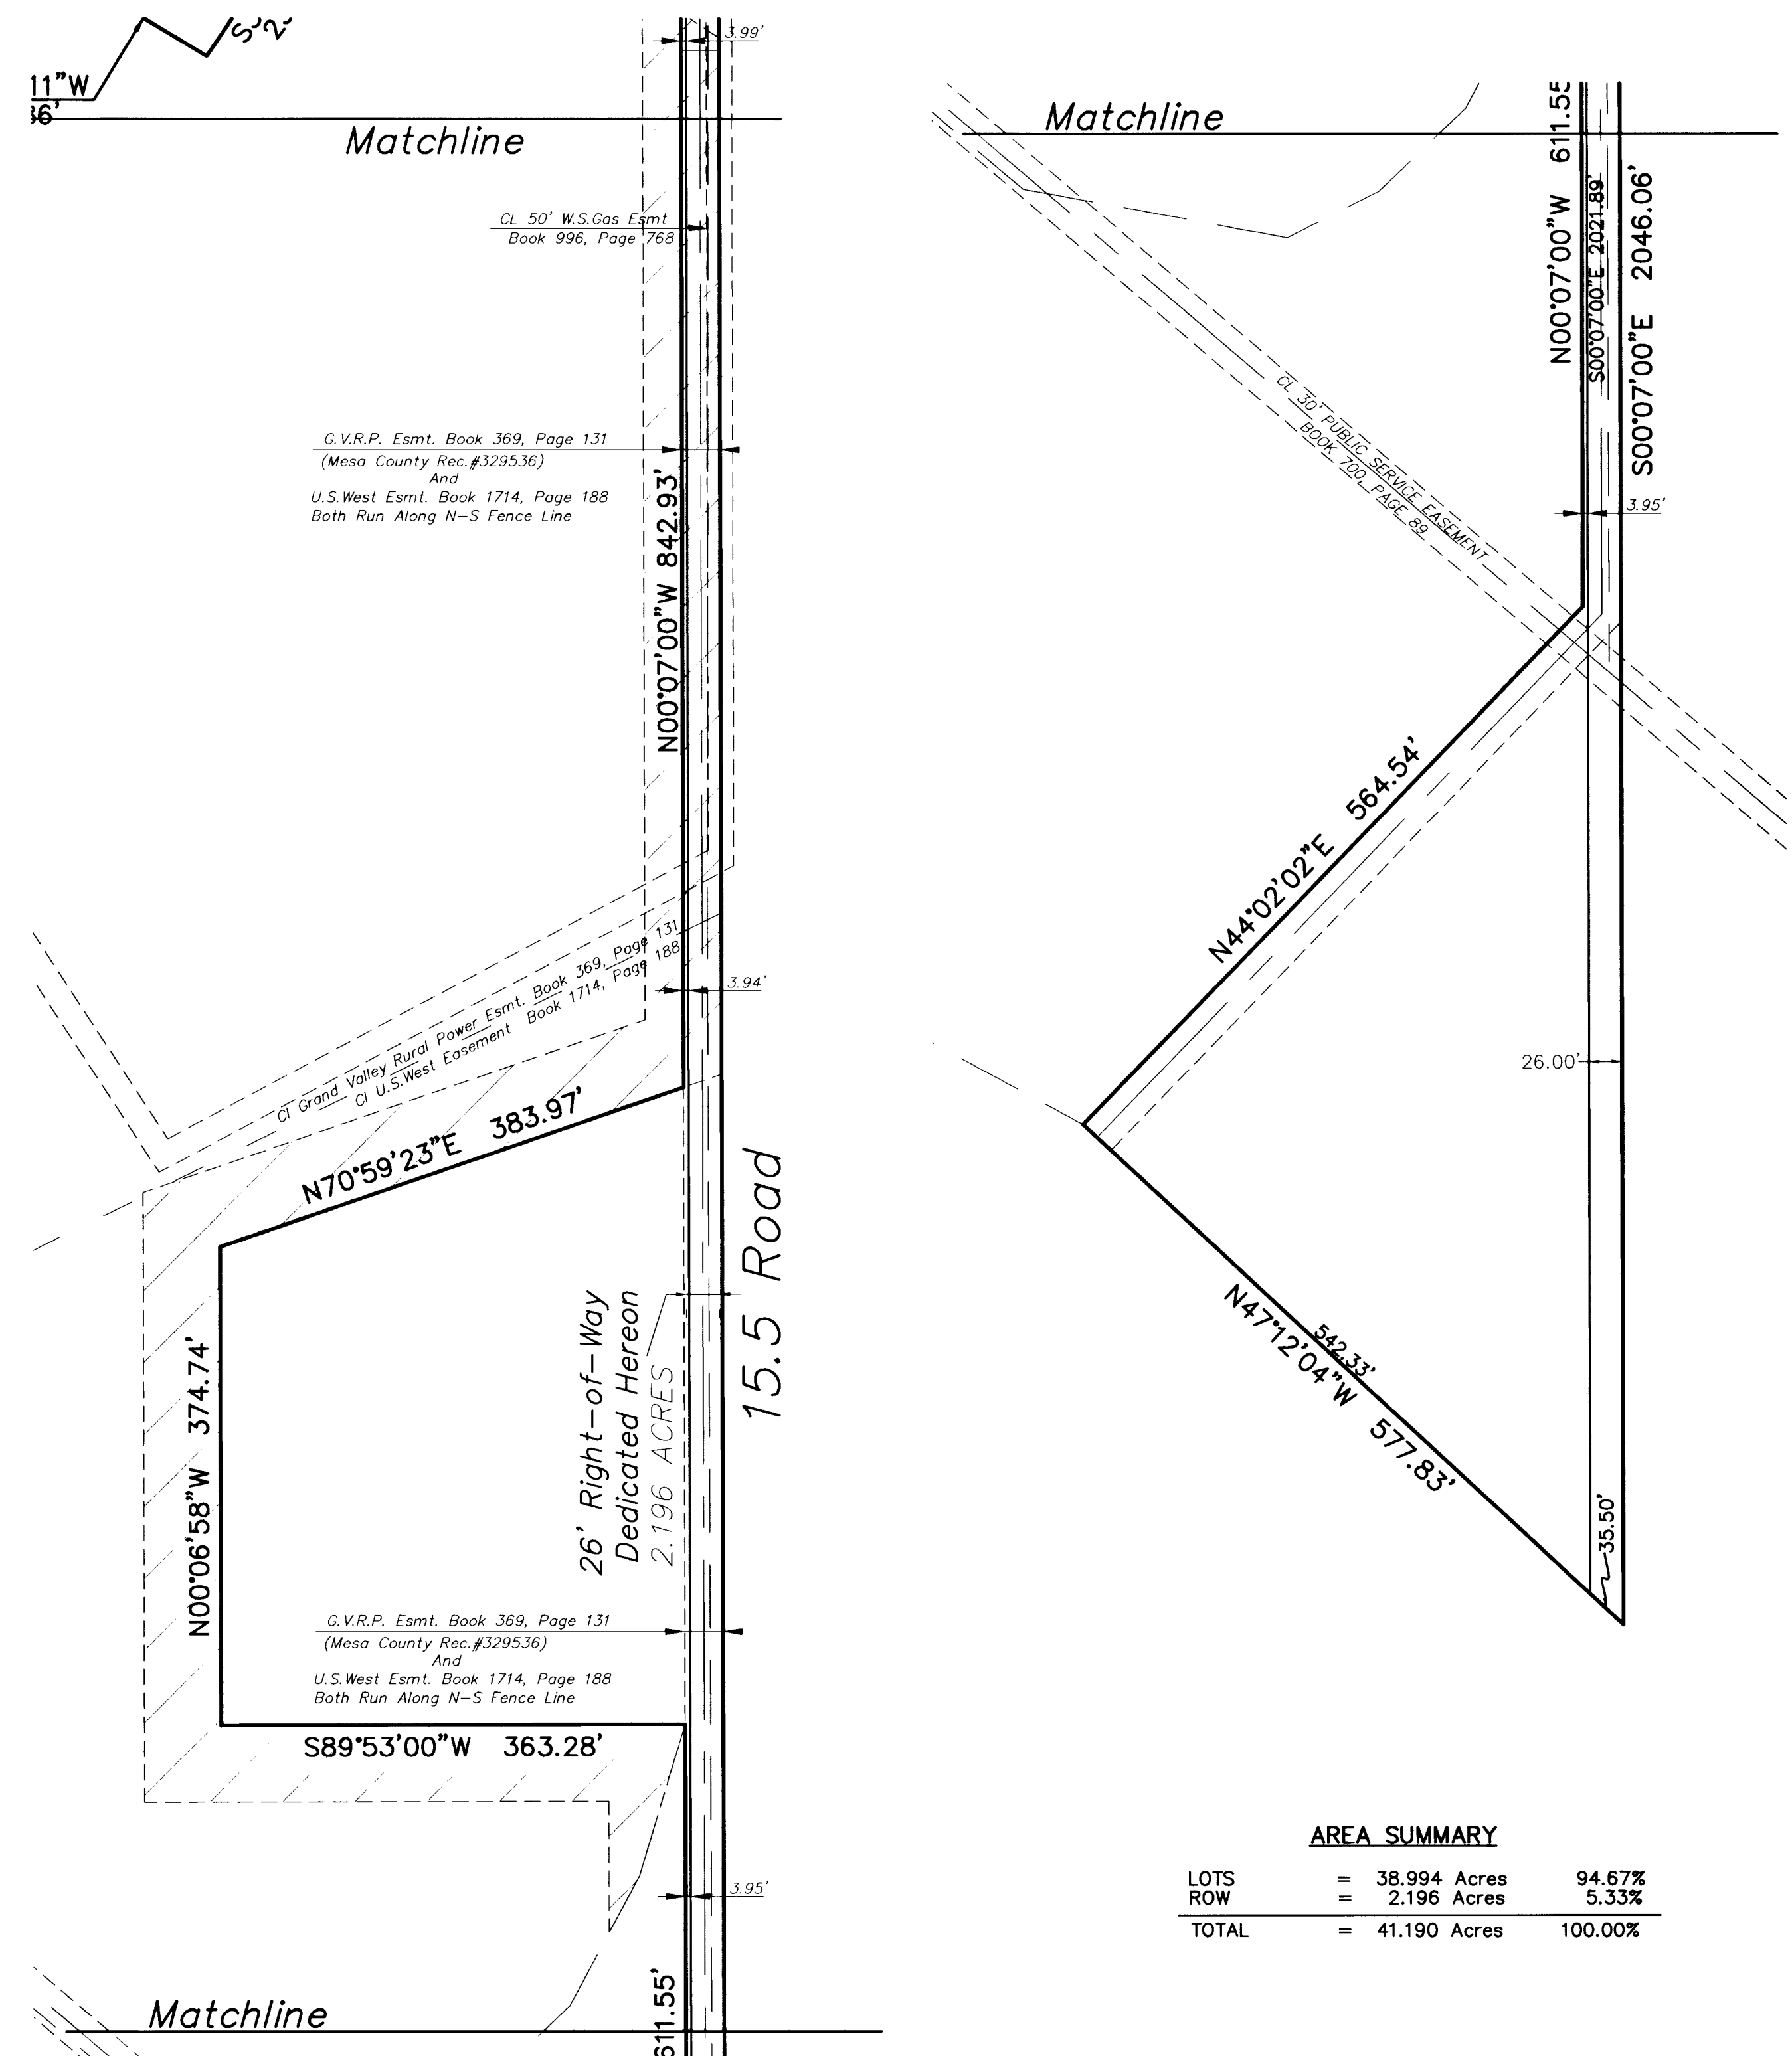 11"W
S
2
3.99'
Matchline
CL 50' W.S.Gas Esmt
Book 996, Page 768
G.V.R.P. Esmt. Book 369, Page 131
(Mesa County Rec.#329536)
And
U.S.West Esmt. Book 1714, Page 188
Both Run Along N-S Fence Line
N00°07'00"W 842.93'
Cl Grand Valley Rural Power Esmt. Book 369, Page 131
Cl U.S.West Easement Book 1714, Page 188
3.94'
N70°59'23"E 383.97'
15.5 Road
26' Right-of-Way
Dedicated Hereon
2.196 ACRES
N00°06'58"W 374.74'
G.V.R.P. Esmt. Book 369, Page 131
(Mesa County Rec.#329536)
And
U.S.West Esmt. Book 1714, Page 188
Both Run Along N-S Fence Line
S89°53'00"W 363.28'
3.95'
611.55'
Matchline
Matchline
N00°07'00"W 611.55
S00°07'00"E 2021.89'
S00°07'00"E 2046.06'
CL 30' PUBLIC SERVICE EASEMENT
BOOK 700, PAGE 89
3.95'
N44°02'02"E 564.54'
26.00'
542.33'
N47°12'04"W 577.83'
35.50'
AREA SUMMARY
LOTS = 38.994 Acres 94.67%
ROW = 2.196 Acres 5.33%
TOTAL = 41.190 Acres 100.00%